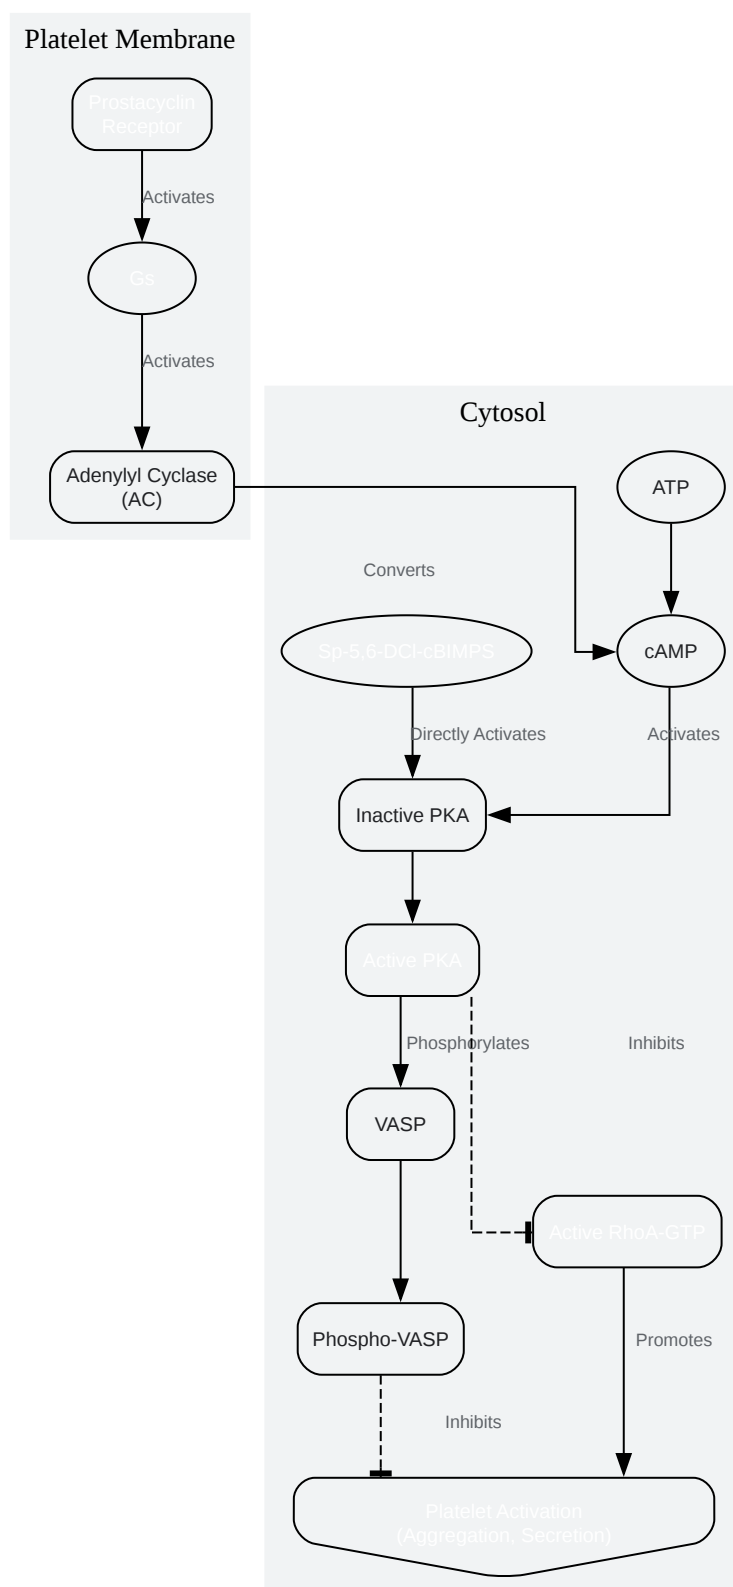 Platelet Membrane
Prostacyclin
Receptor
Activates
Gs
Activates
Adenylyl Cyclase
(AC)
Cytosol
ATP
Converts
Sp-5,6-DCl-cBIMPS
cAMP
Directly Activates
Activates
Inactive PKA
Active PKA
Phosphorylates
Inhibits
VASP
Active RhoA-GTP
Phospho-VASP
Promotes
Inhibits
Platelet Activation
(Aggregation, Secretion)